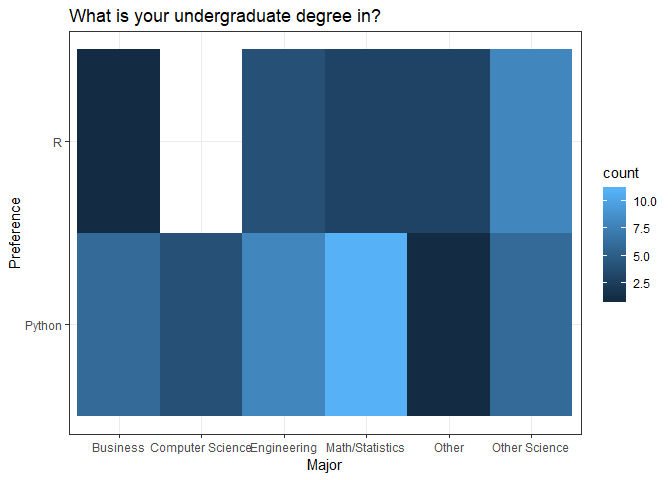 What is your undergraduate degree in?
R
Python
Preference
Business Computer Science Engineering Math/Statistics Other Other Science
Major
count
10.0
7.5
5.0
2.5